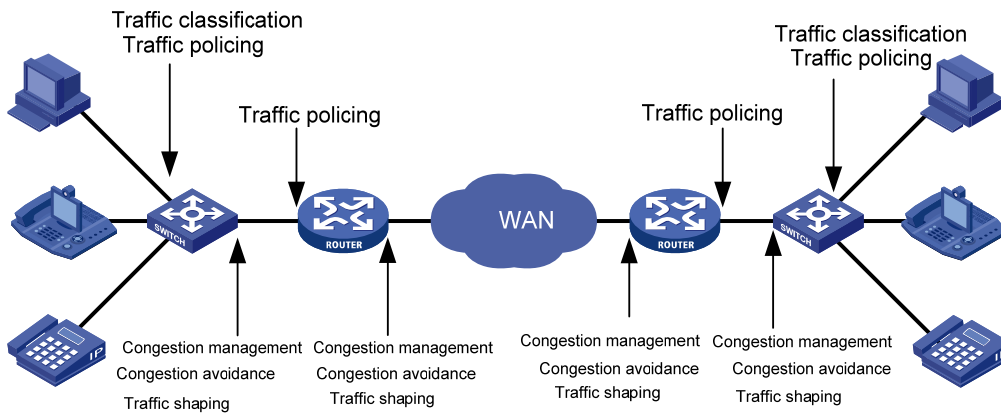 Traffic classification
Traffic policing
Traffic classification
Traffic policing
Traffic policing
Traffic policing
SWITCH
ROUTER
WAN
ROUTER
SWITCH
IP
IP
Congestion management
Congestion avoidance
Traffic shaping
Congestion management
Congestion avoidance
Traffic shaping
Congestion management
Congestion avoidance
Traffic shaping
Congestion management
Congestion avoidance
Traffic shaping